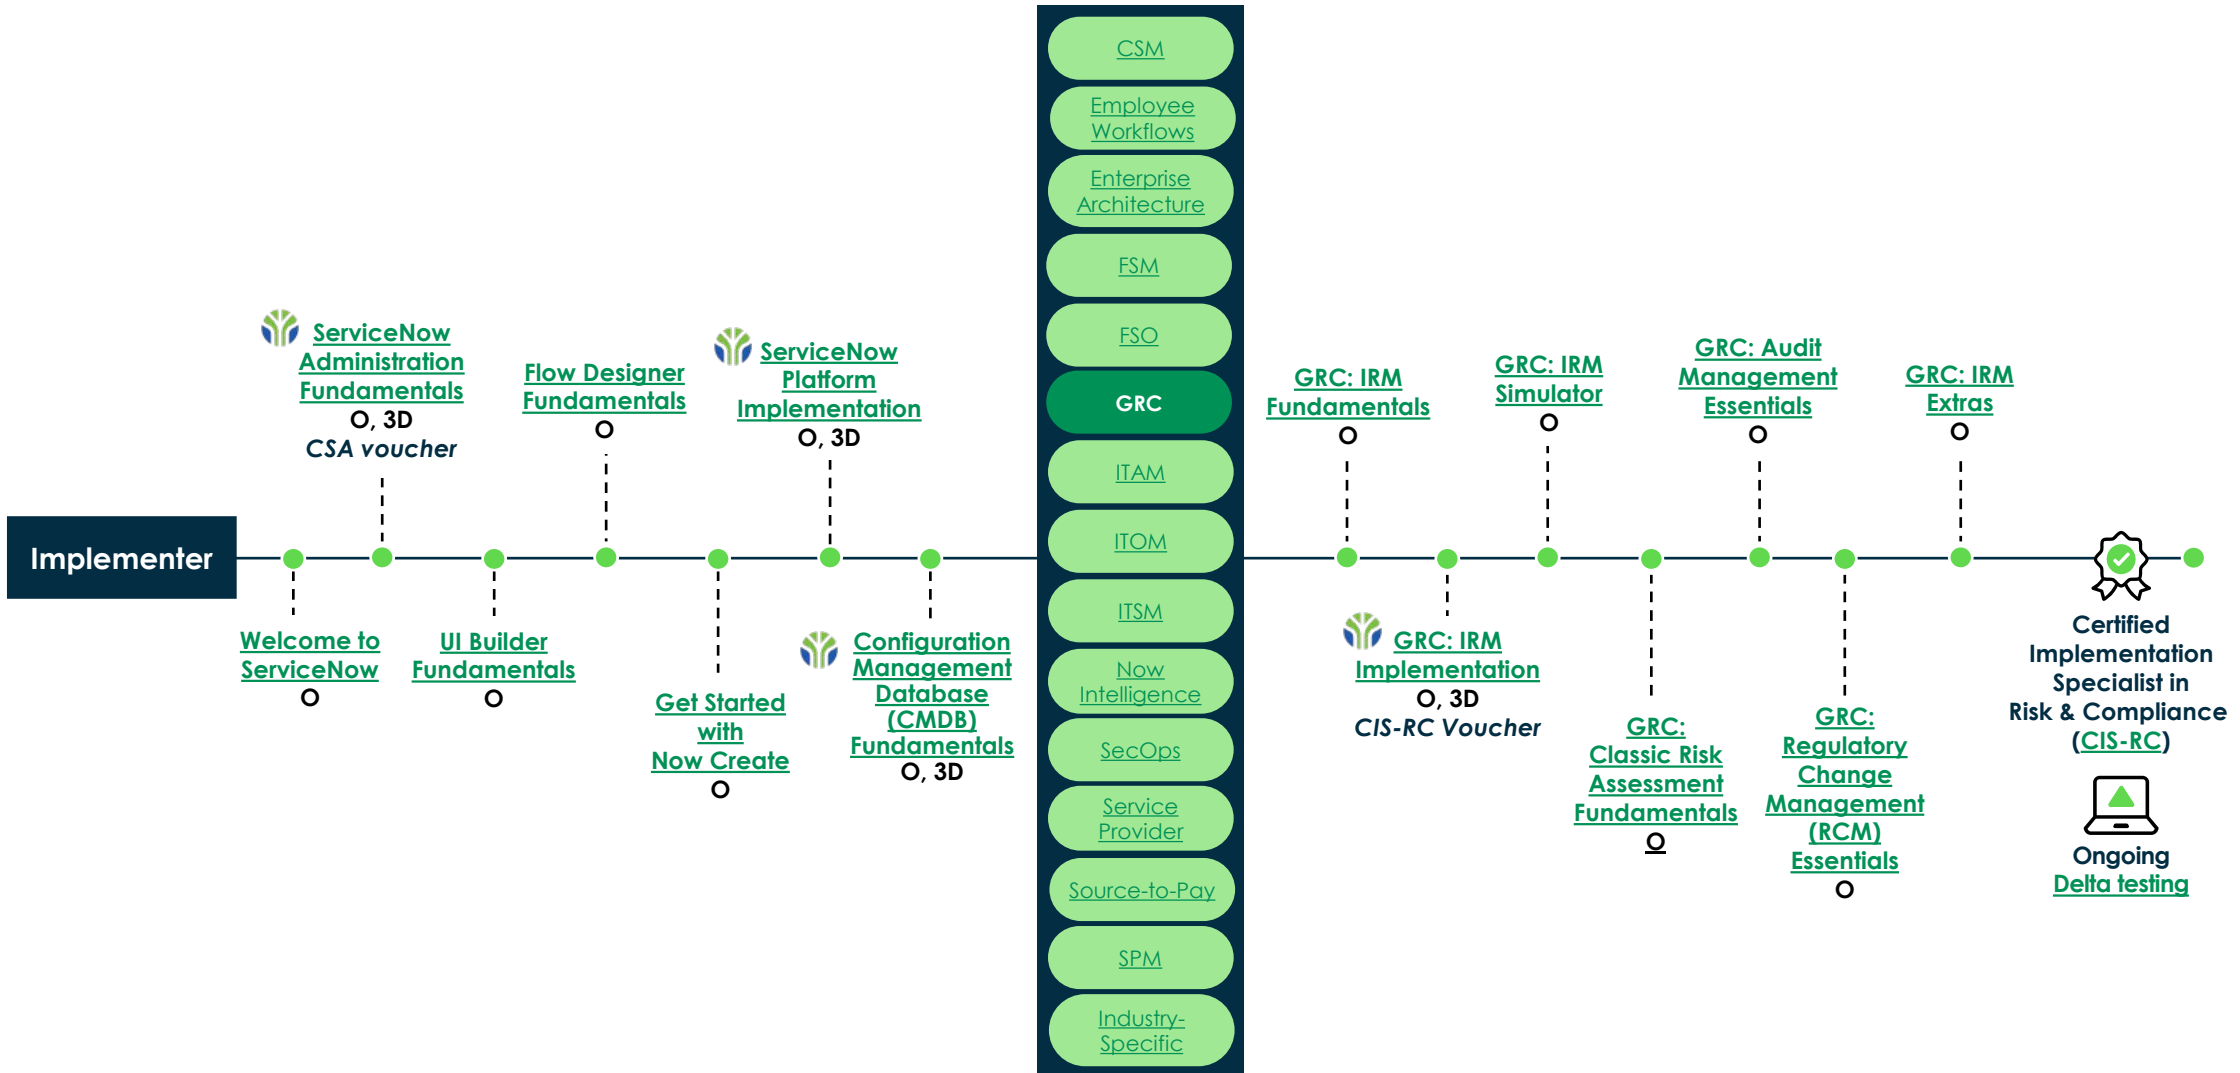 Implementer
Welcome to
ServiceNow
O
ServiceNow
Administration
Fundamentals
O, 3D
CSA voucher
UI Builder
Fundamentals
O
Flow Designer
Fundamentals
O
Get Started
with
Now Create
O
ServiceNow
Platform
Implementation
O, 3D
Configuration
Management
Database
(CMDB)
Fundamentals
O, 3D
CSM
Employee
Workflows
Enterprise
Architecture
FSM
FSO
GRC
ITAM
ITOM
ITSM
Now
Intelligence
SecOps
Service
Provider
Source-to-Pay
SPM
Industry-
Specific
GRC: IRM
Fundamentals
O
GRC: IRM
Implementation
O, 3D
CIS-RC Voucher
GRC: IRM
Simulator
O
GRC:
Classic Risk
Assessment
Fundamentals
O
GRC: Audit
Management
Essentials
O
GRC:
Regulatory
Change
Management
(RCM)
Essentials
O
GRC: IRM
Extras
O
Certified
Implementation
Specialist in
Risk & Compliance
(CIS-RC)
Ongoing
Delta testing